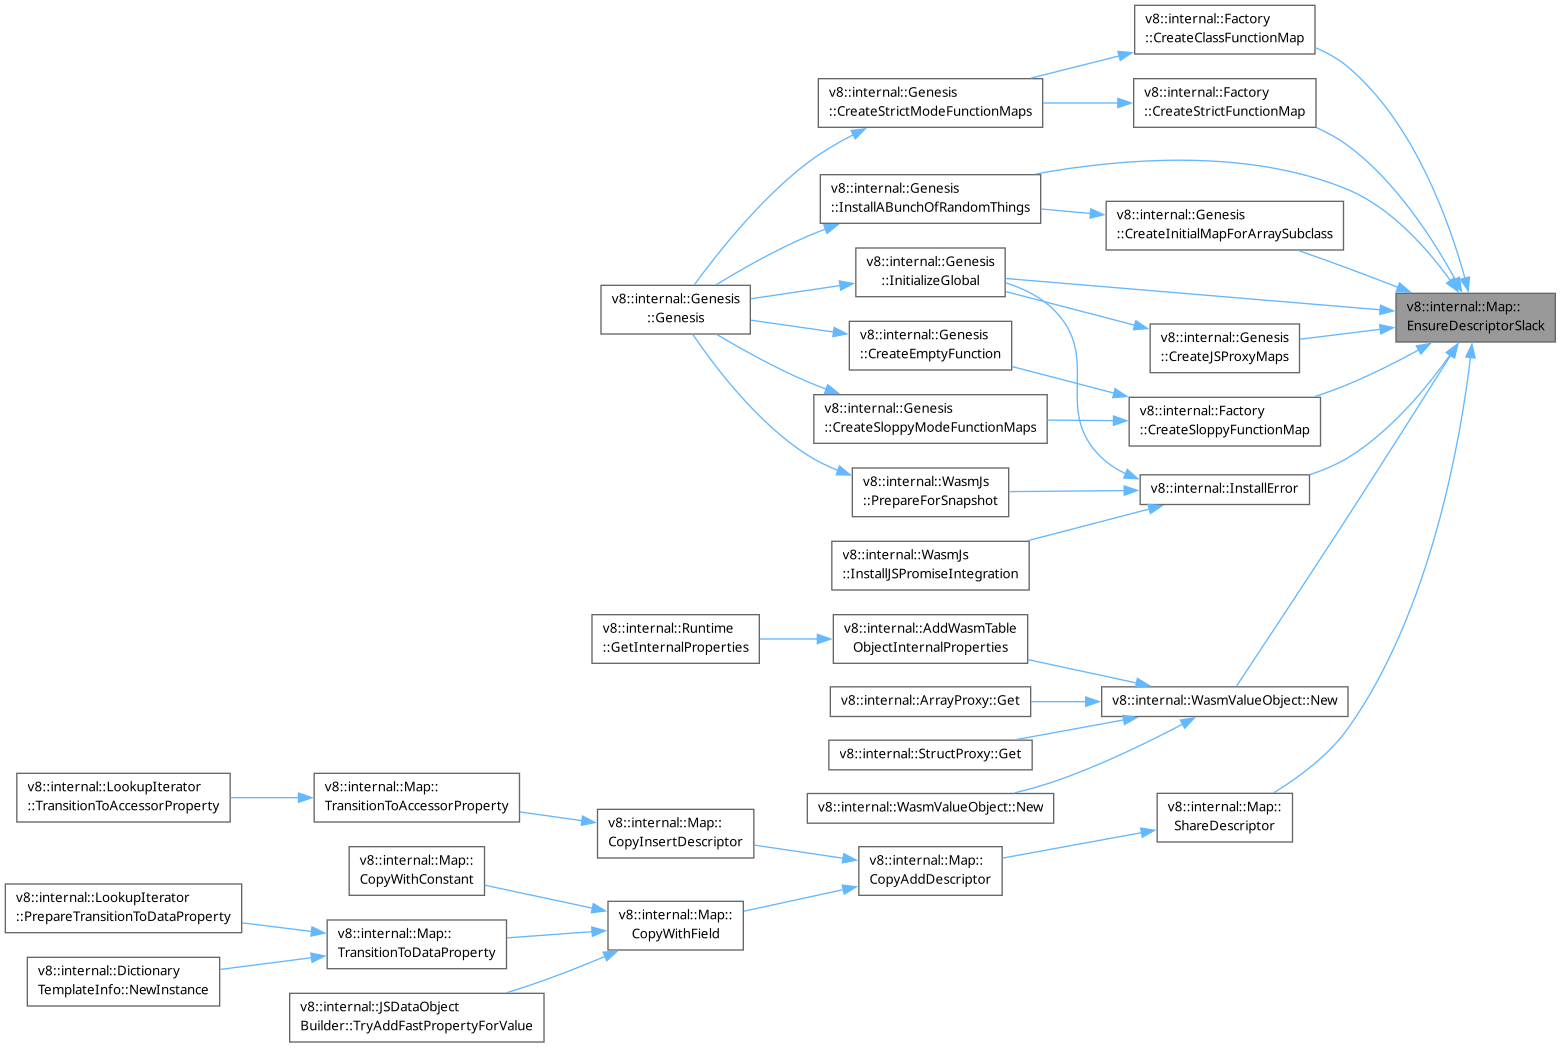 v8::internal::Factory
::CreateClassFunctionMap
v8::internal::Genesis
::CreateStrictModeFunctionMaps
v8::internal::Factory
::CreateStrictFunctionMap
v8::internal::Genesis
::InstallABunchOfRandomThings
v8::internal::Genesis
::CreateInitialMapForArraySubclass
v8::internal::Genesis
::InitializeGlobal
v8::internal::Genesis
::Genesis
v8::internal::Map::
EnsureDescriptorSlack
v8::internal::Genesis
::CreateEmptyFunction
v8::internal::Genesis
::CreateJSProxyMaps
v8::internal::Genesis
::CreateSloppyModeFunctionMaps
v8::internal::Factory
::CreateSloppyFunctionMap
v8::internal::WasmJs
::PrepareForSnapshot
v8::internal::InstallError
v8::internal::WasmJs
::InstallJSPromiseIntegration
v8::internal::Runtime
::GetInternalProperties
v8::internal::AddWasmTable
ObjectInternalProperties
v8::internal::ArrayProxy::Get
v8::internal::WasmValueObject::New
v8::internal::StructProxy::Get
v8::internal::LookupIterator
::TransitionToAccessorProperty
v8::internal::Map::
TransitionToAccessorProperty
v8::internal::WasmValueObject::New
v8::internal::Map::
ShareDescriptor
v8::internal::Map::
CopyInsertDescriptor
v8::internal::Map::
CopyWithConstant
v8::internal::Map::
CopyAddDescriptor
v8::internal::LookupIterator
::PrepareTransitionToDataProperty
v8::internal::Map::
TransitionToDataProperty
v8::internal::Map::
CopyWithField
v8::internal::Dictionary
TemplateInfo::NewInstance
v8::internal::JSDataObject
Builder::TryAddFastPropertyForValue